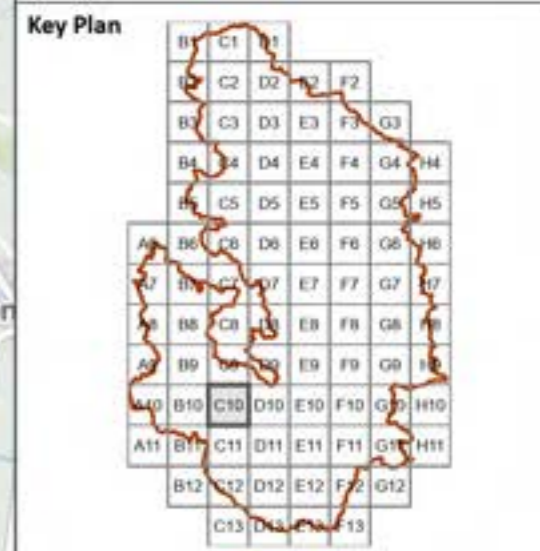 Key Plan
B1 C1 D1
B2 C2 D2 E2 F2
B3 C3 D3 E3 F3 G3
B4 C4 D4 E4 F4 G4 H4
B5 C5 D5 E5 F5 G5 H5
A6 B6 C6 D6 E6 F6 G6 H6
A7 B7 C7 D7 E7 F7 G7 H7
A8 B8 C8 D8 E8 F8 G8 H8
A9 B9 C9 D9 E9 F9 G9 H9
A10 B10 C10 D10 E10 F10 G10 H10
A11 B11 C11 D11 E11 F11 G11 H11
B12 C12 D12 E12 F12 G12
C13 D13 E13 F13